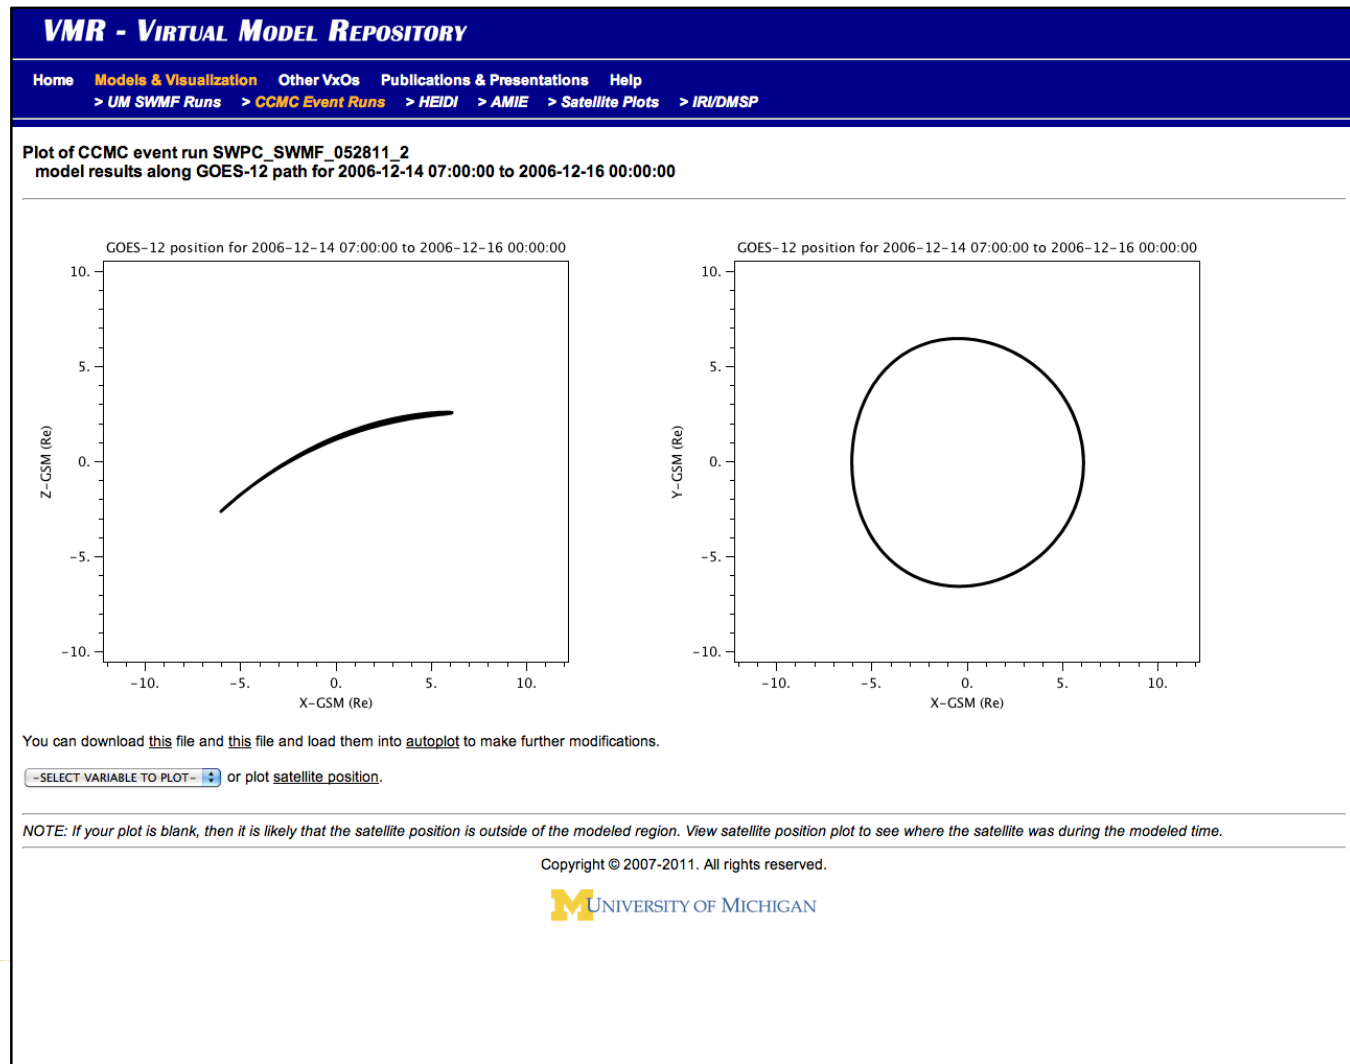 VMR - VIRTUAL MODEL REPOSITORY
Home Models & Visualization Other VxOs Publications & Presentations Help
> UM SWMF Runs > CCMC Event Runs > HEIDI > AMIE > Satellite Plots > IRI/DMSP
Plot of CCMC event run SWPC_SWMF_052811_2
model results along GOES-12 path for 2006-12-14 07:00:00 to 2006-12-16 00:00:00
GOES-12 position for 2006-12-14 07:00:00 to 2006-12-16 00:00:00
10.
5.
0.
-5.
-10.
Z-GSM (Re)
-10. -5. 0. 5. 10.
X-GSM (Re)
GOES-12 position for 2006-12-14 07:00:00 to 2006-12-16 00:00:00
10.
5.
0.
-5.
-10.
Y-GSM (Re)
-10. -5. 0. 5. 10.
X-GSM (Re)
You can download this file and this file and load them into autoplot to make further modifications.
-SELECT VARIABLE TO PLOT- or plot satellite position.
NOTE: If your plot is blank, then it is likely that the satellite position is outside of the modeled region. View satellite position plot to see where the satellite was during the modeled time.
Copyright © 2007-2011. All rights reserved.
M UNIVERSITY OF MICHIGAN